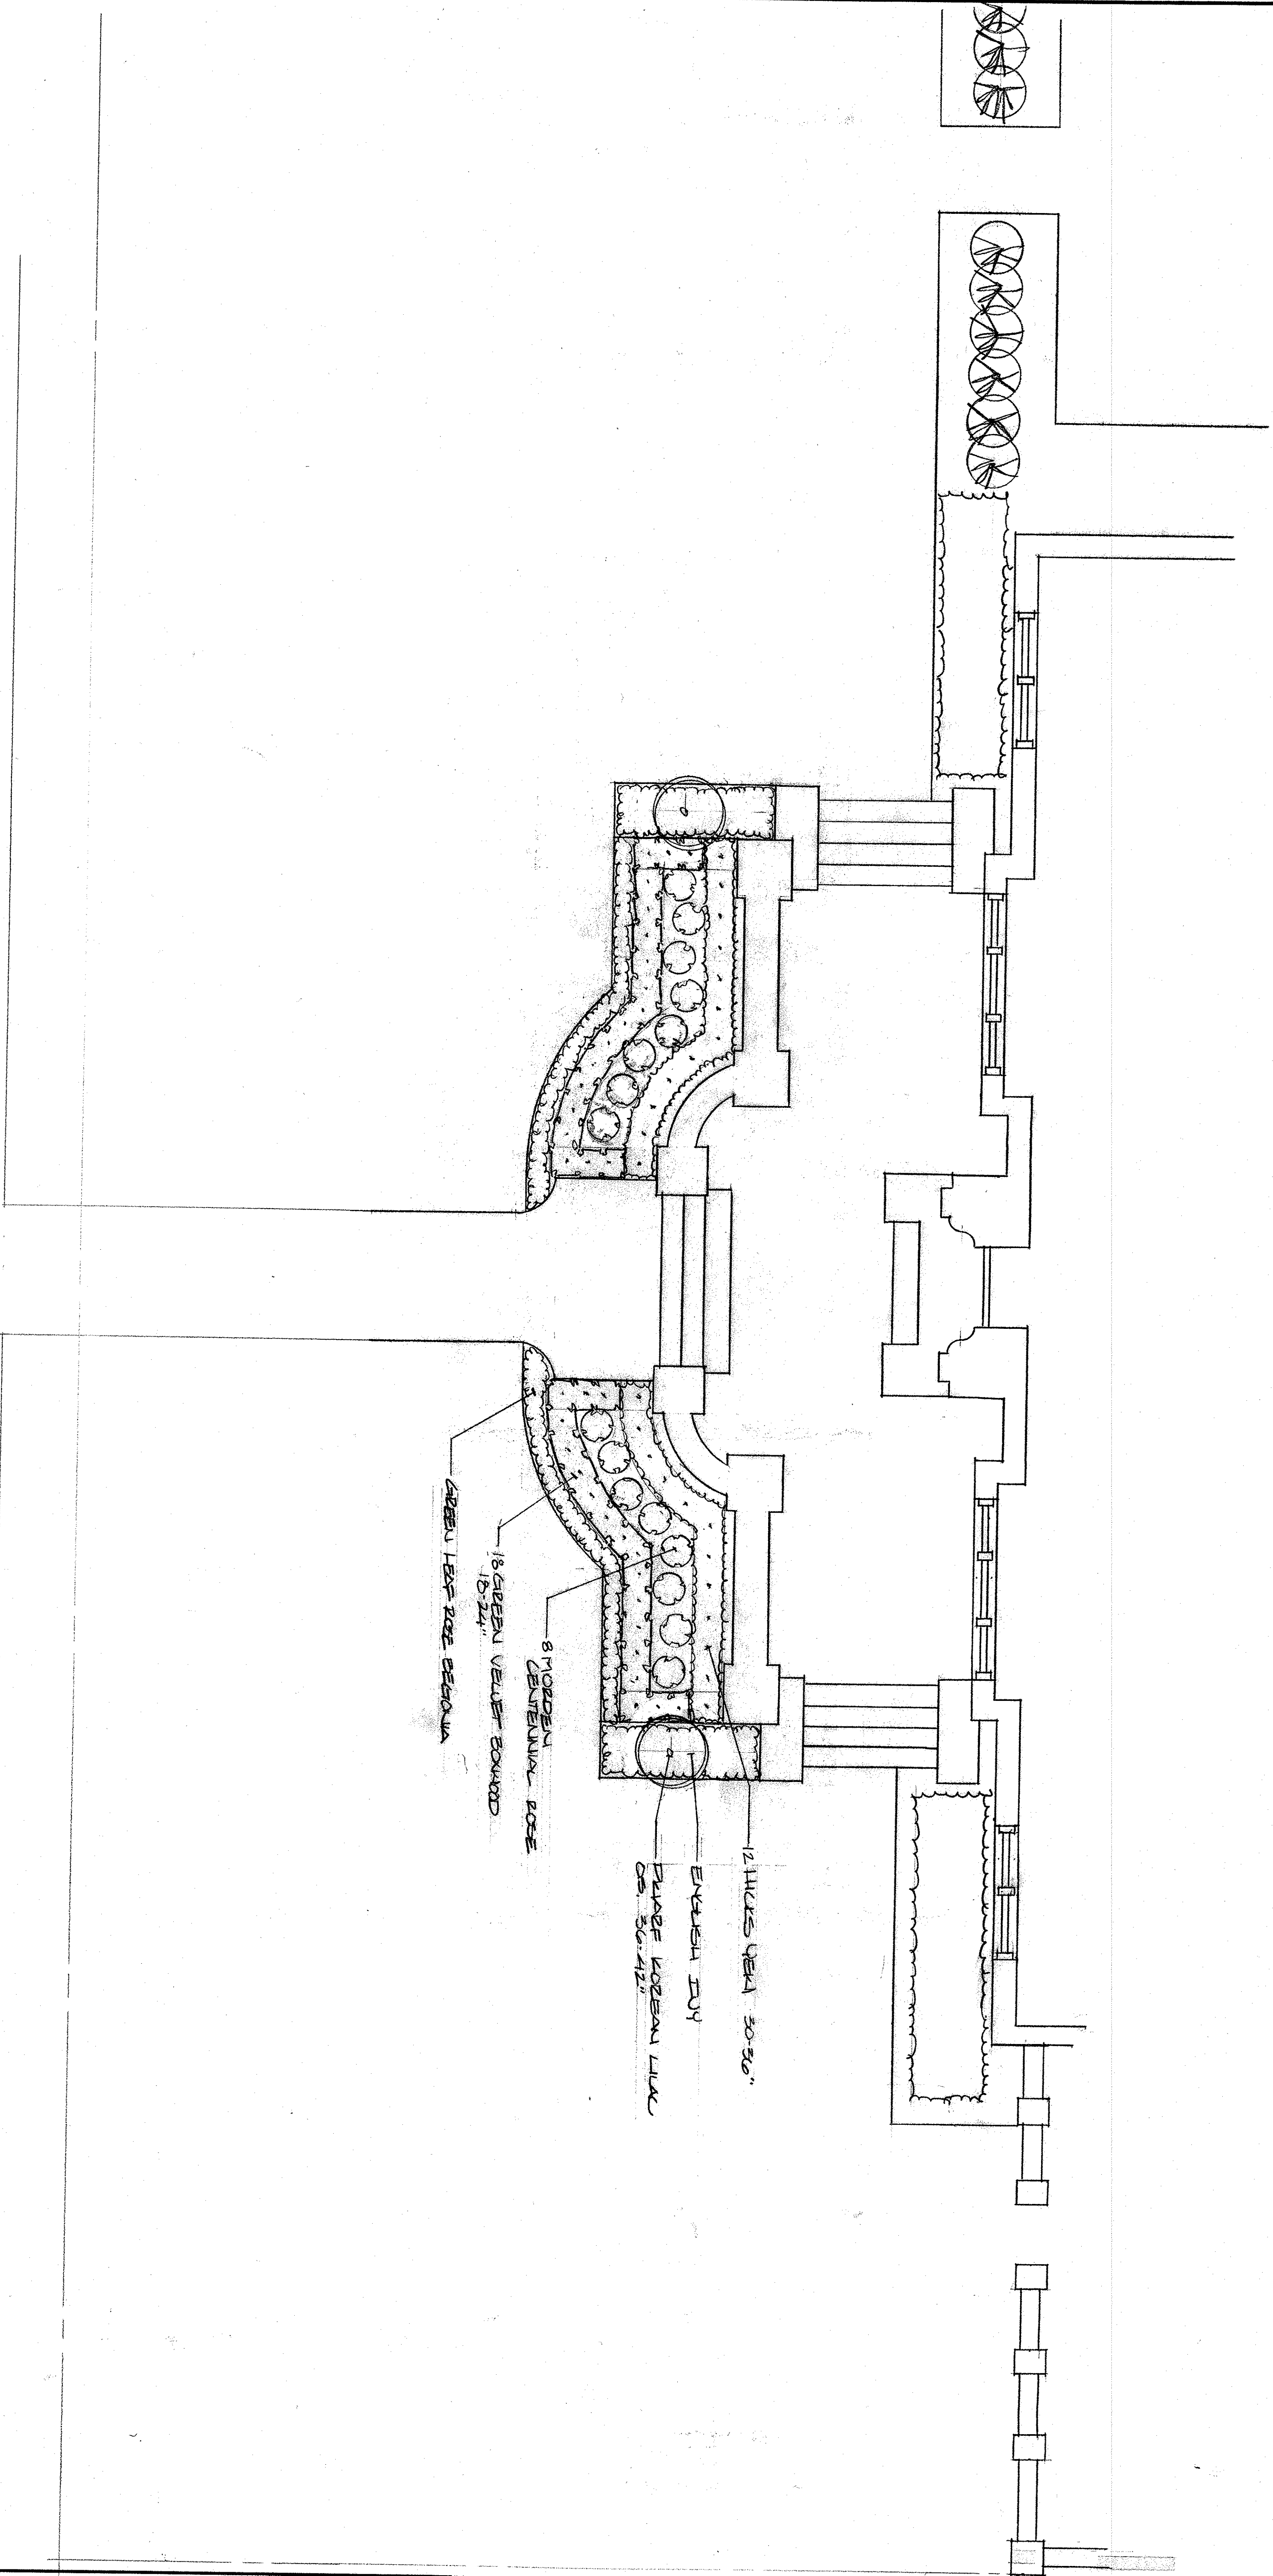 12 HICKS YEW 30-36"
ENGLISH IVY
DWARF KOREAN LILAC
OS. 36-42"
8 MORDEN
CENTENNIAL ROSE
18 GREEN VELVET BOXWOOD
18-24"
GREEN LEAF ROSE BEGONIA